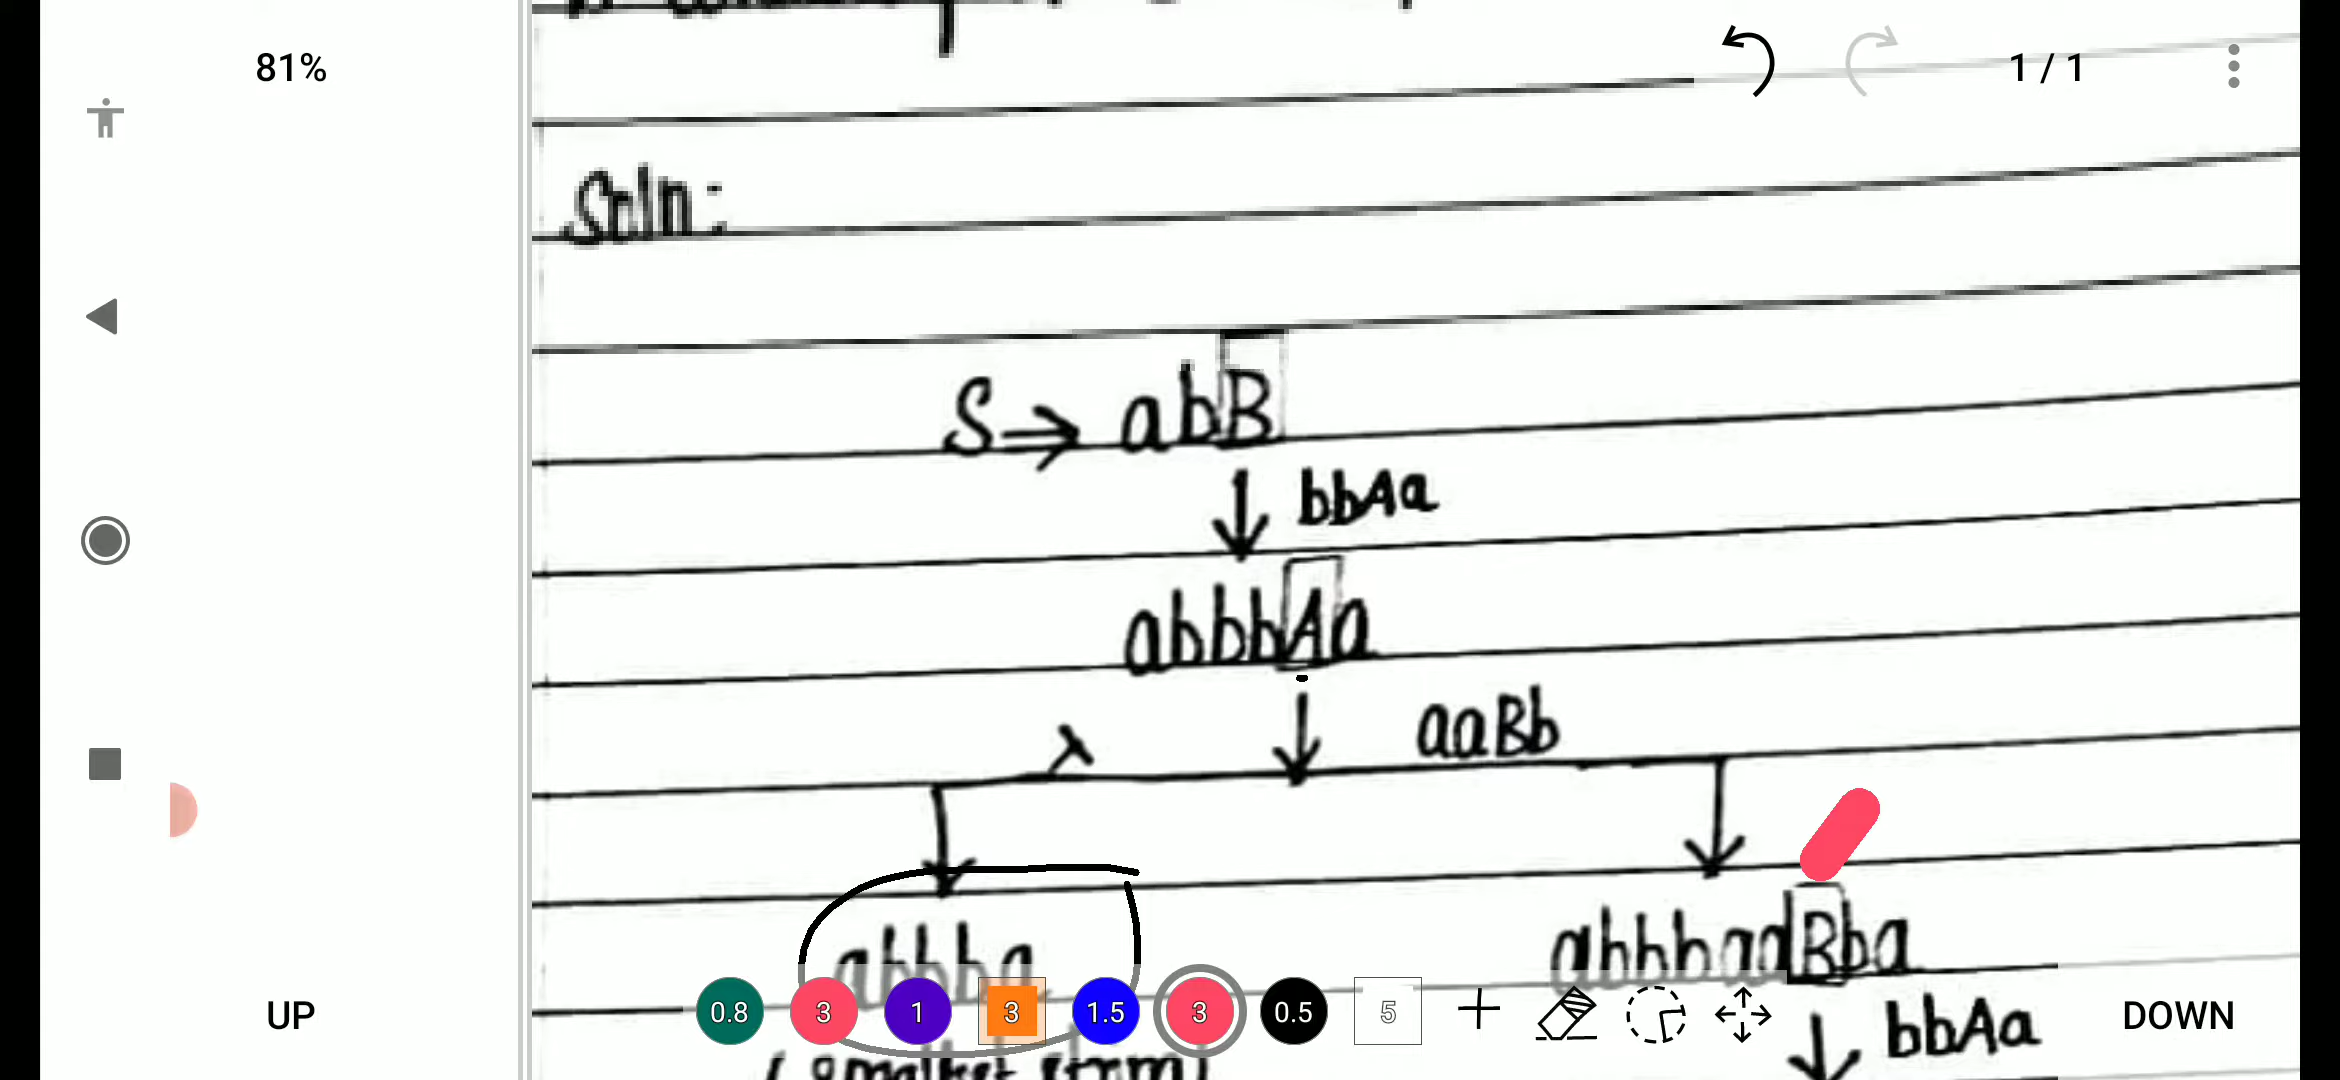 81%
1 / 1
Soln:
S → abB
↓ bbAa
abbbAa
λ ↓ aaBb
abbba abbbaaBba
0.8 3 1 3 1.5 3 0.5 5
UP DOWN
↓ bbAa
(smallest